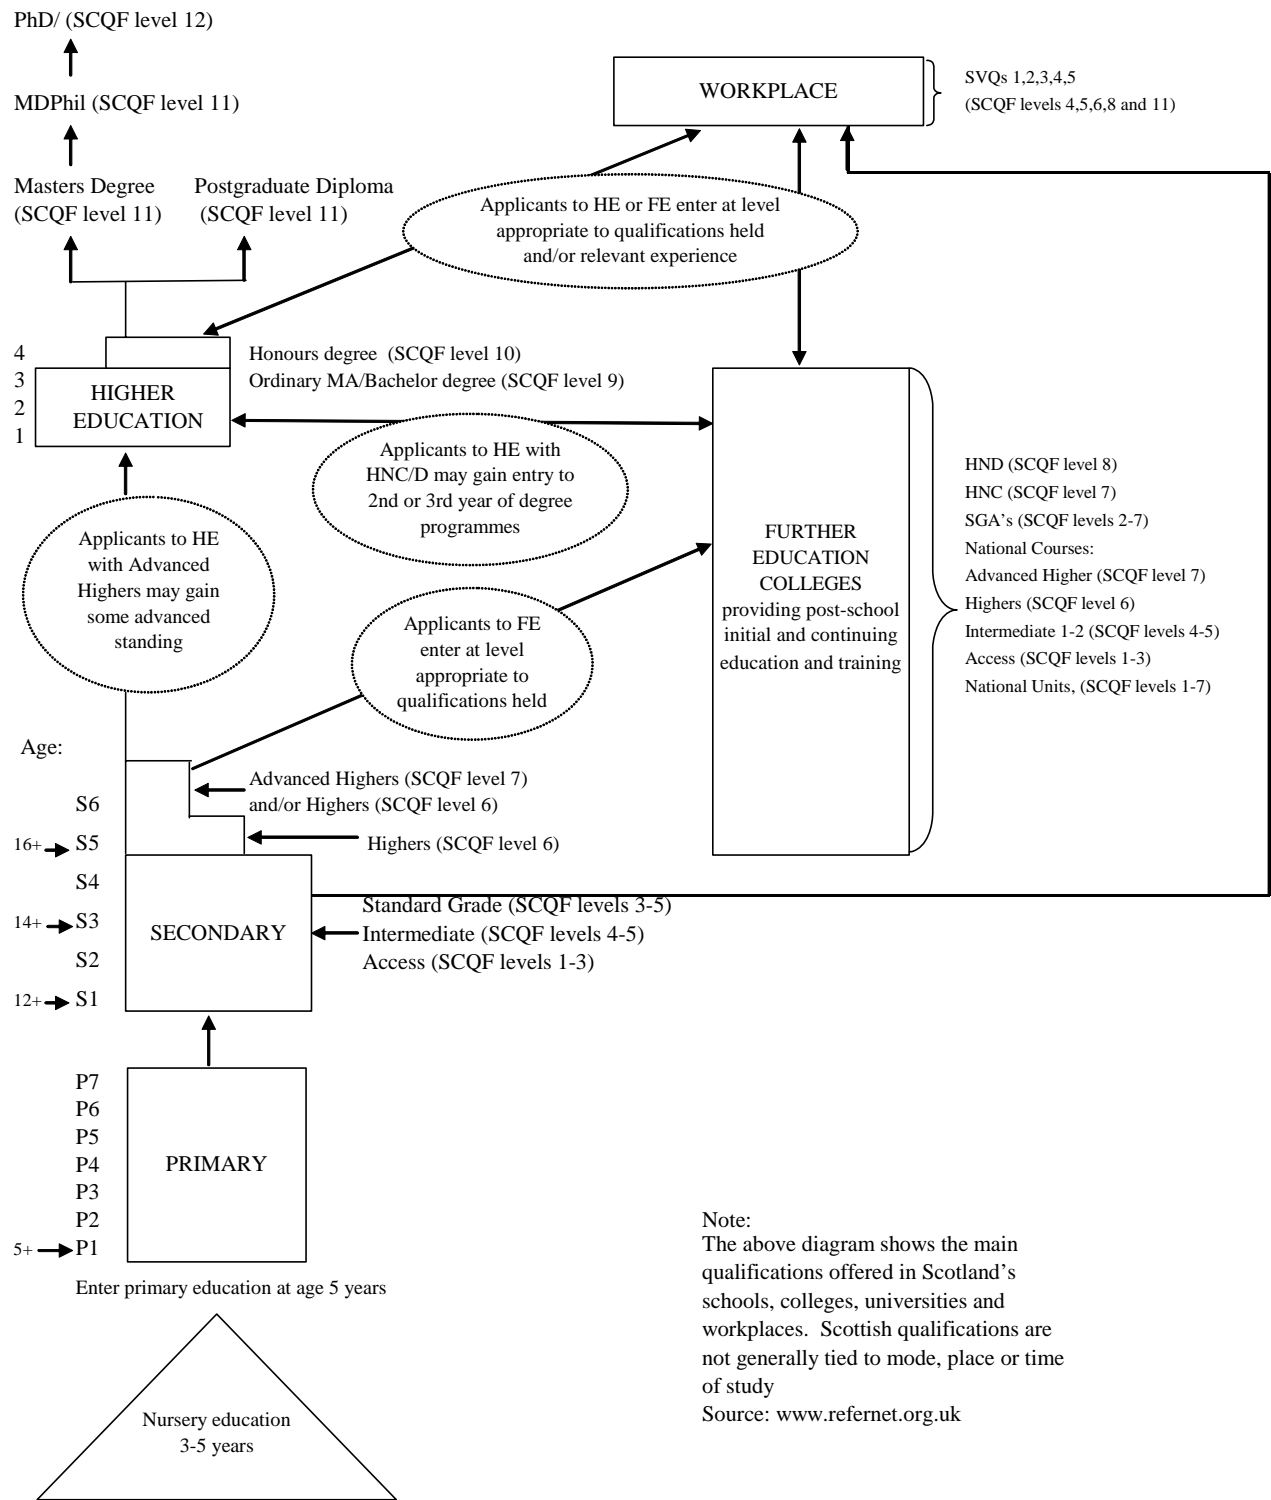 PhD/ (SCQF level 12)
MDPhil (SCQF level 11)
Masters Degree
(SCQF level 11)
Postgraduate Diploma
(SCQF level 11)
WORKPLACE
SVQs 1,2,3,4,5
(SCQF levels 4,5,6,8 and 11)
Applicants to HE or FE enter at level
appropriate to qualifications held
and/or relevant experience
4
3
2
1
HIGHER
EDUCATION
Honours degree (SCQF level 10)
Ordinary MA/Bachelor degree (SCQF level 9)
Applicants to HE with
HNC/D may gain entry to
2nd or 3rd year of degree
programmes
Applicants to HE
with Advanced
Highers may gain
some advanced
standing
Applicants to FE
enter at level
appropriate to
qualifications held
FURTHER
EDUCATION
COLLEGES
providing post-school
initial and continuing
education and training
HND (SCQF level 8)
HNC (SCQF level 7)
SGA's (SCQF levels 2-7)
National Courses:
Advanced Higher (SCQF level 7)
Highers (SCQF level 6)
Intermediate 1-2 (SCQF levels 4-5)
Access (SCQF levels 1-3)
National Units, (SCQF levels 1-7)
Age:
S6
16+ S5
S4
14+ S3
S2
12+ S1
Advanced Highers (SCQF level 7)
and/or Highers (SCQF level 6)
Highers (SCQF level 6)
SECONDARY
Standard Grade (SCQF levels 3-5)
Intermediate (SCQF levels 4-5)
Access (SCQF levels 1-3)
P7
P6
P5
P4
P3
P2
5+ P1
PRIMARY
Enter primary education at age 5 years
Nursery education
3-5 years
Note:
The above diagram shows the main
qualifications offered in Scotland’s
schools, colleges, universities and
workplaces.  Scottish qualifications are
not generally tied to mode, place or time
of study
Source: www.refernet.org.uk